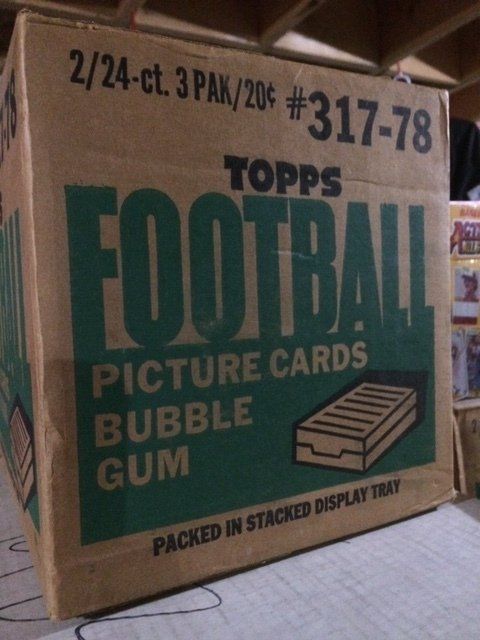 2/24-ct. 3 PAK/20¢ #317-78
TOPPS
FOOTBALL
PICTURE CARDS
BUBBLE
GUM
PACKED IN STACKED DISPLAY TRAY